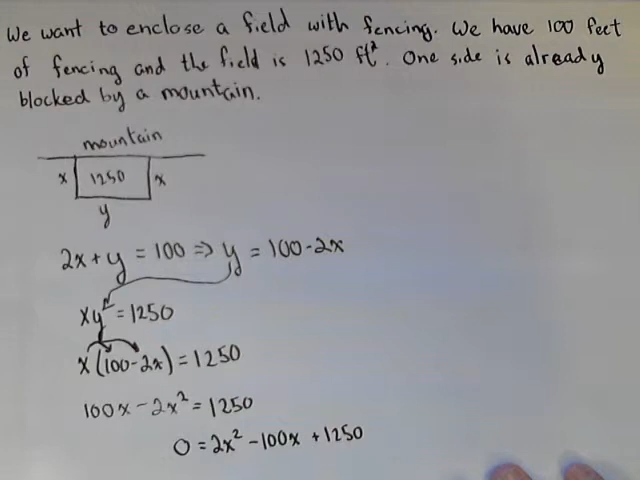 We want to enclose a field with fencing. We have 100 feet
of fencing and the field is 1250 ft². One side is already
blocked by a mountain.
mountain
x 1250 x
y
2x+y = 100 => y = 100-2x
xy = 1250
x(100-2x) = 1250
100x - 2x² = 1250
0 = 2x² - 100x + 1250